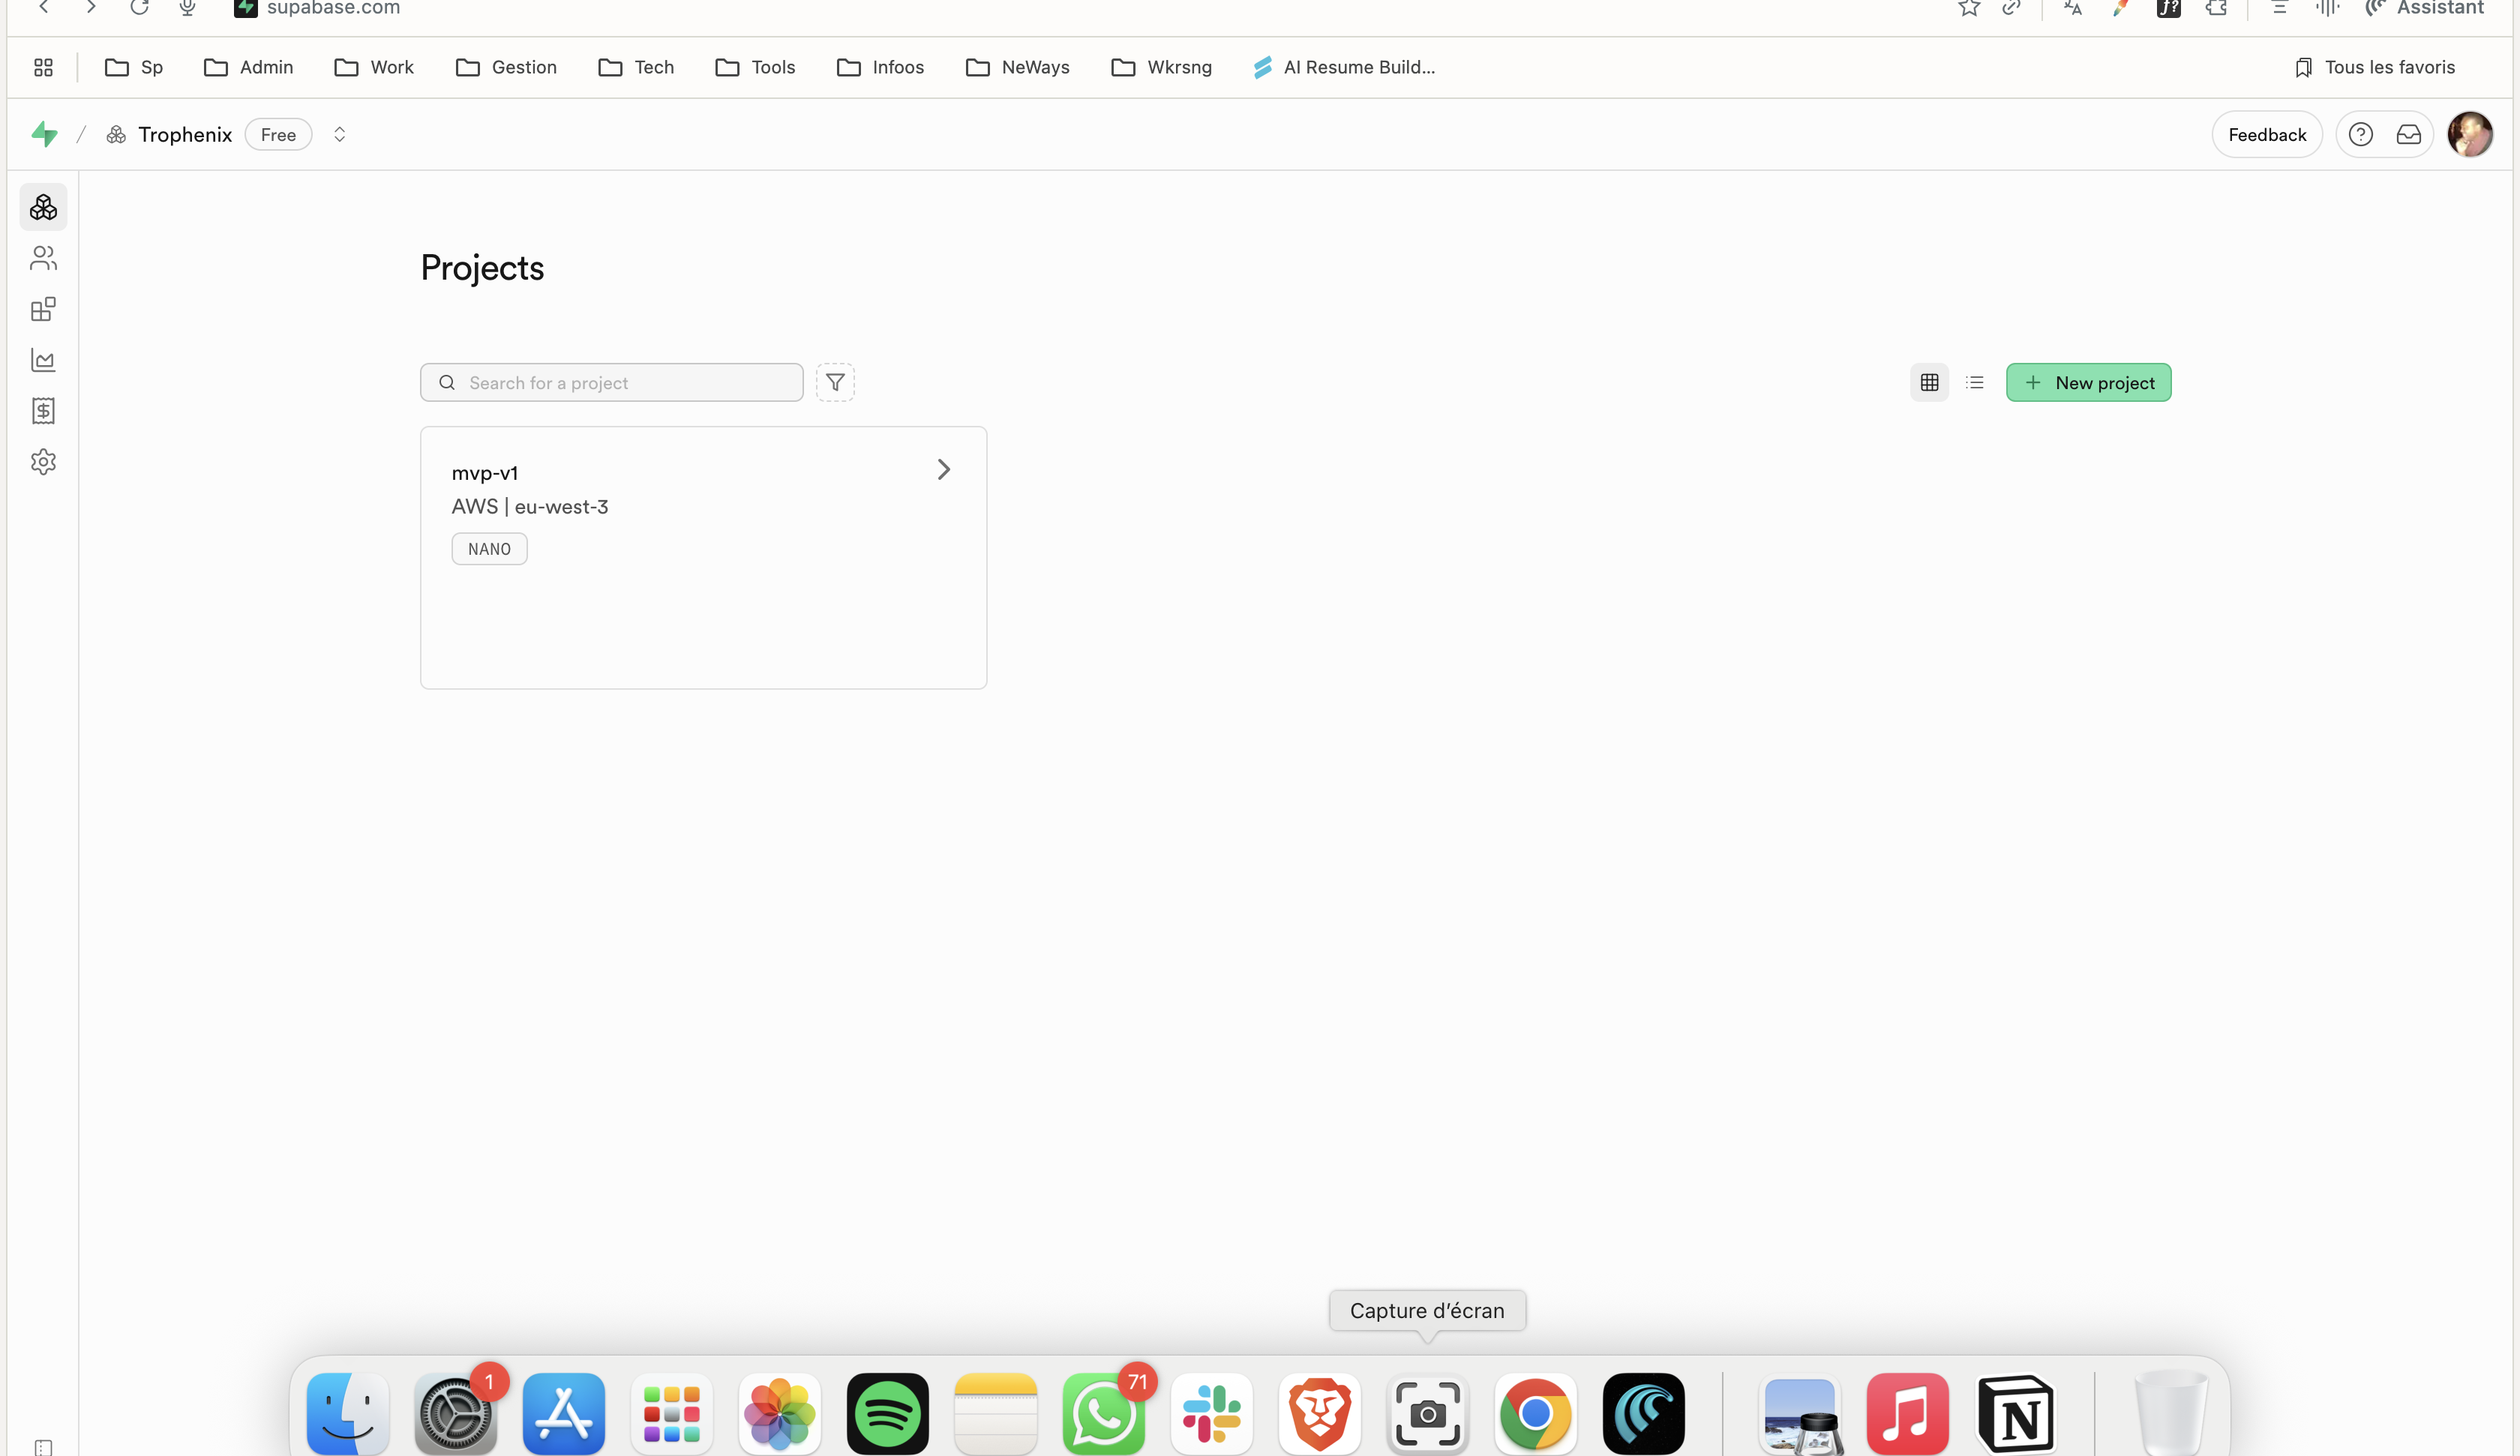 supabase.com
Assistant
Sp
Admin
Work
Gestion
Tech
Tools
Infoos
NeWays
Wkrsng
AI Resume Build...
Tous les favoris
Trophenix
Free
Feedback
Projects
Search for a project
New project
mvp-v1
AWS | eu-west-3
NANO
Capture d'écran
1
71
N